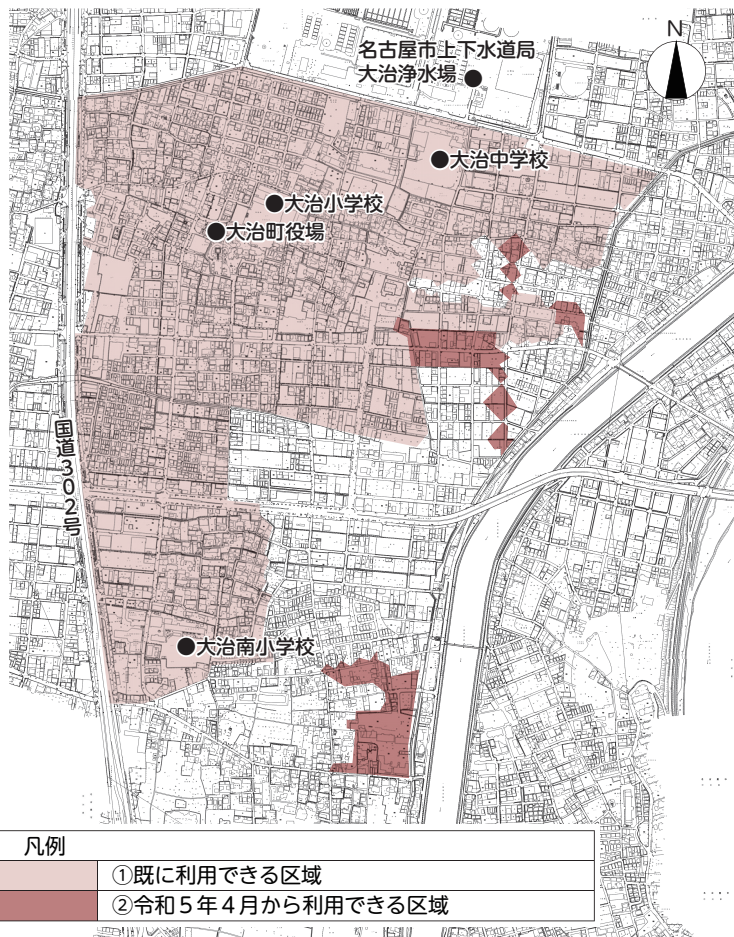 名古屋市上下水道局
大治浄水場
N
大治中学校
大治小学校
大治町役場
国道302号
大治南小学校
凡例
①既に利用できる区域
②令和5年4月から利用できる区域